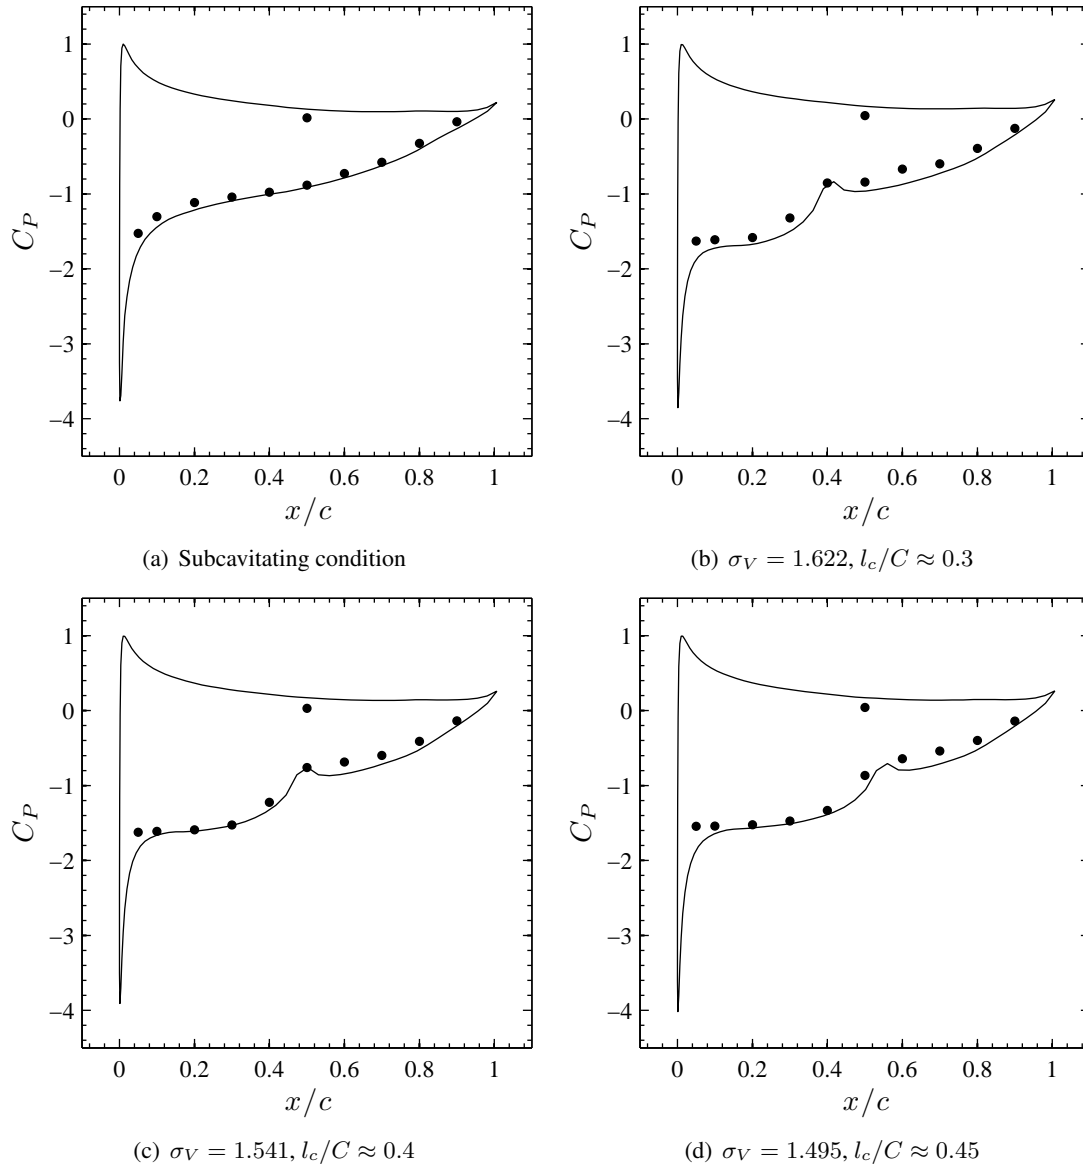 1
0
−1
−2
−3
−4
C_P
0 0.2 0.4 0.6 0.8 1
x/c
(a) Subcavitating condition
1
0
−1
−2
−3
−4
C_P
0 0.2 0.4 0.6 0.8 1
x/c
(b) σ_V = 1.622, l_c/C ≈ 0.3
1
0
−1
−2
−3
−4
C_P
0 0.2 0.4 0.6 0.8 1
x/c
(c) σ_V = 1.541, l_c/C ≈ 0.4
1
0
−1
−2
−3
−4
C_P
0 0.2 0.4 0.6 0.8 1
x/c
(d) σ_V = 1.495, l_c/C ≈ 0.45